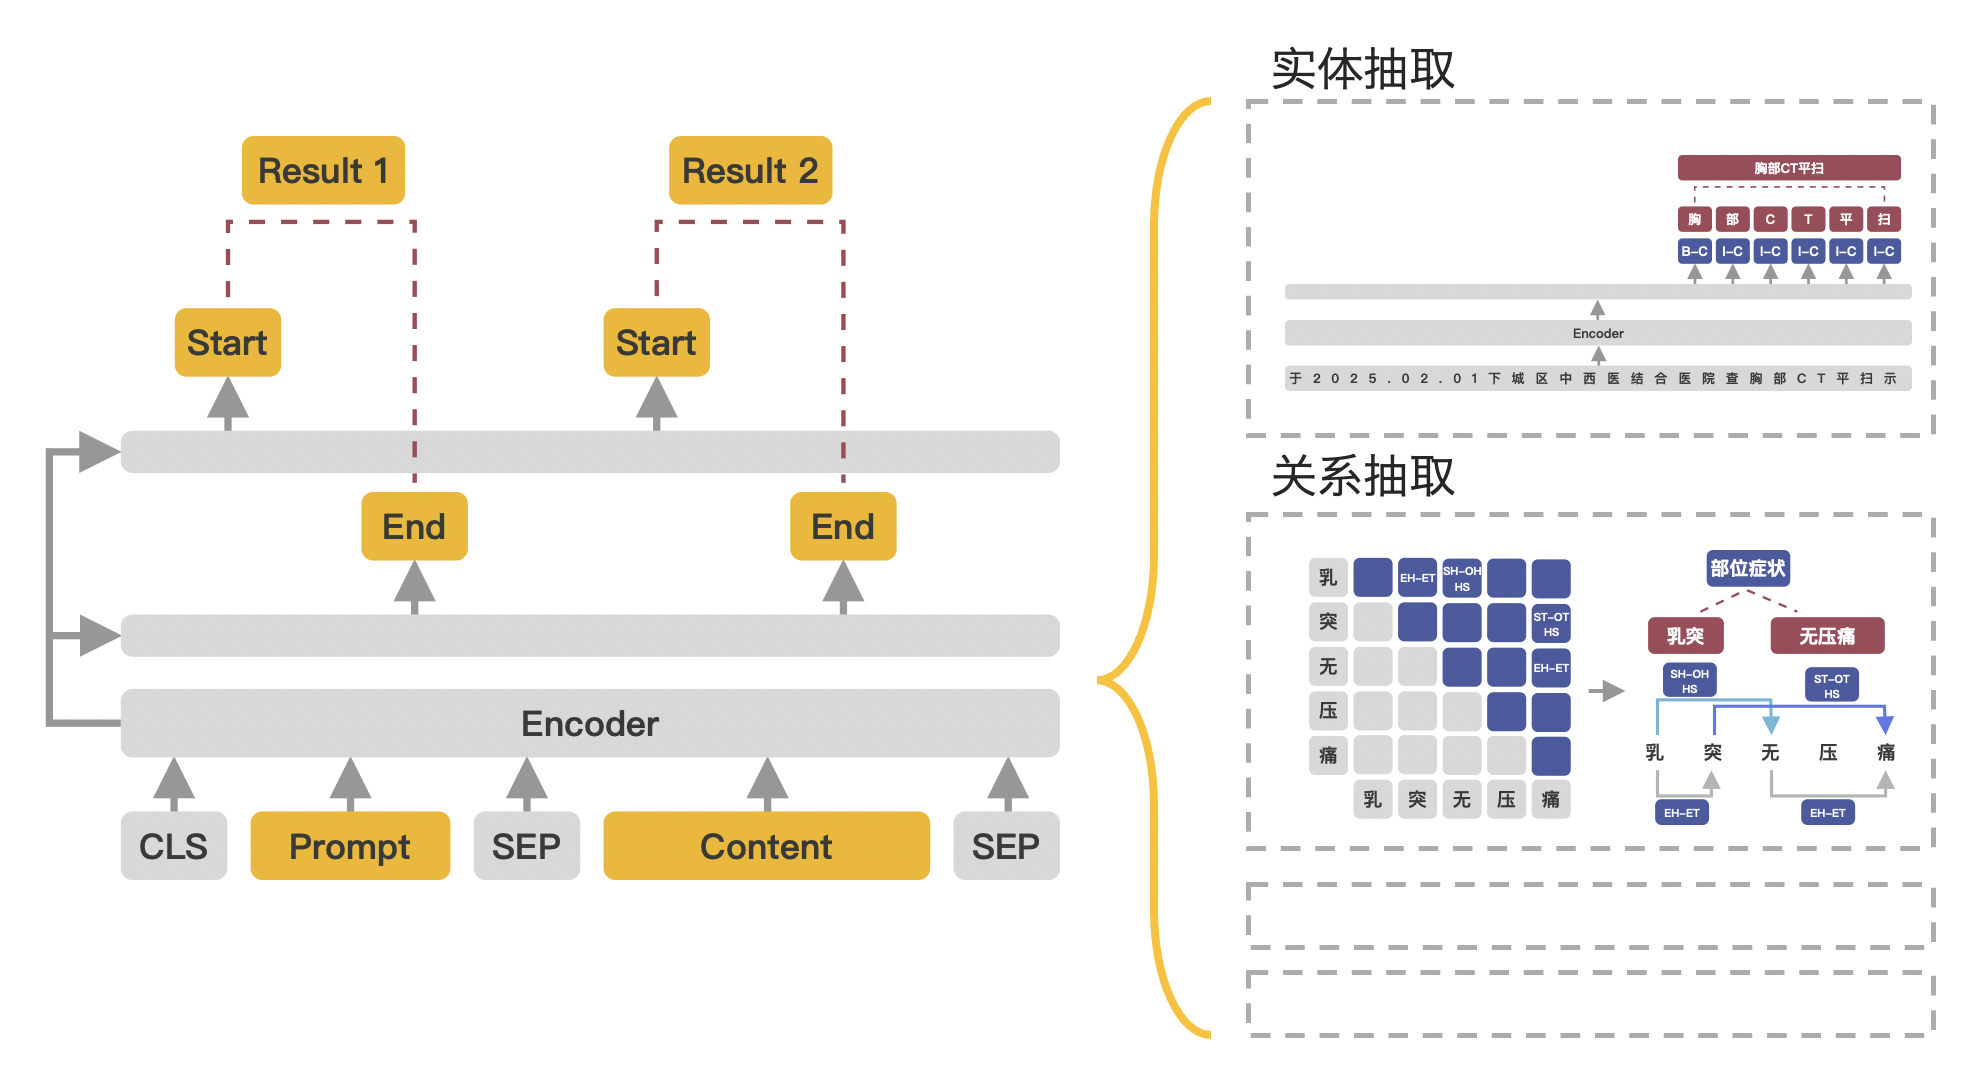 Result 1
Result 2
Start
Start
End
End
Encoder
CLS
Prompt
SEP
Content
SEP
实体抽取
胸部CT平扫
胸 部 C T 平 扫
B-C I-C I-C I-C I-C I-C
Encoder
于 2 0 2 5 . 0 2 . 0 1 下 城 区 中 西 医 结 合 医 院 查 胸 部 C T 平 扫 示
关系抽取
乳 EH-ET SH-OH
HS
突 ST-OT
HS
无 EH-ET
压
痛
乳 突 无 压 痛
部位症状
乳突 无压痛
SH-OH
HS
ST-OT
HS
乳 突 无 压 痛
EH-ET EH-ET